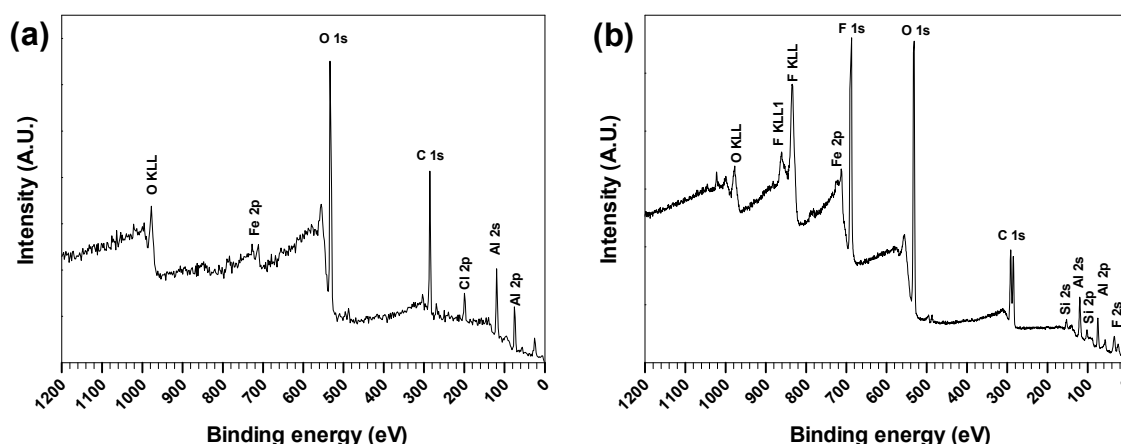 (a)
Intensity (A.U.)
O KLL
Fe 2p
O 1s
C 1s
Cl 2p
Al 2s
Al 2p
1200 1100 1000 900 800 700 600 500 400 300 200 100 0
Binding energy (eV)
(b)
Intensity (A.U.)
O KLL
F KLL1
F KLL
F 1s
Fe 2p
O 1s
C 1s
Si 2s
Al 2s
Si 2p
Al 2p
F 2s
1200 1100 1000 900 800 700 600 500 400 300 200 100
Binding energy (eV)